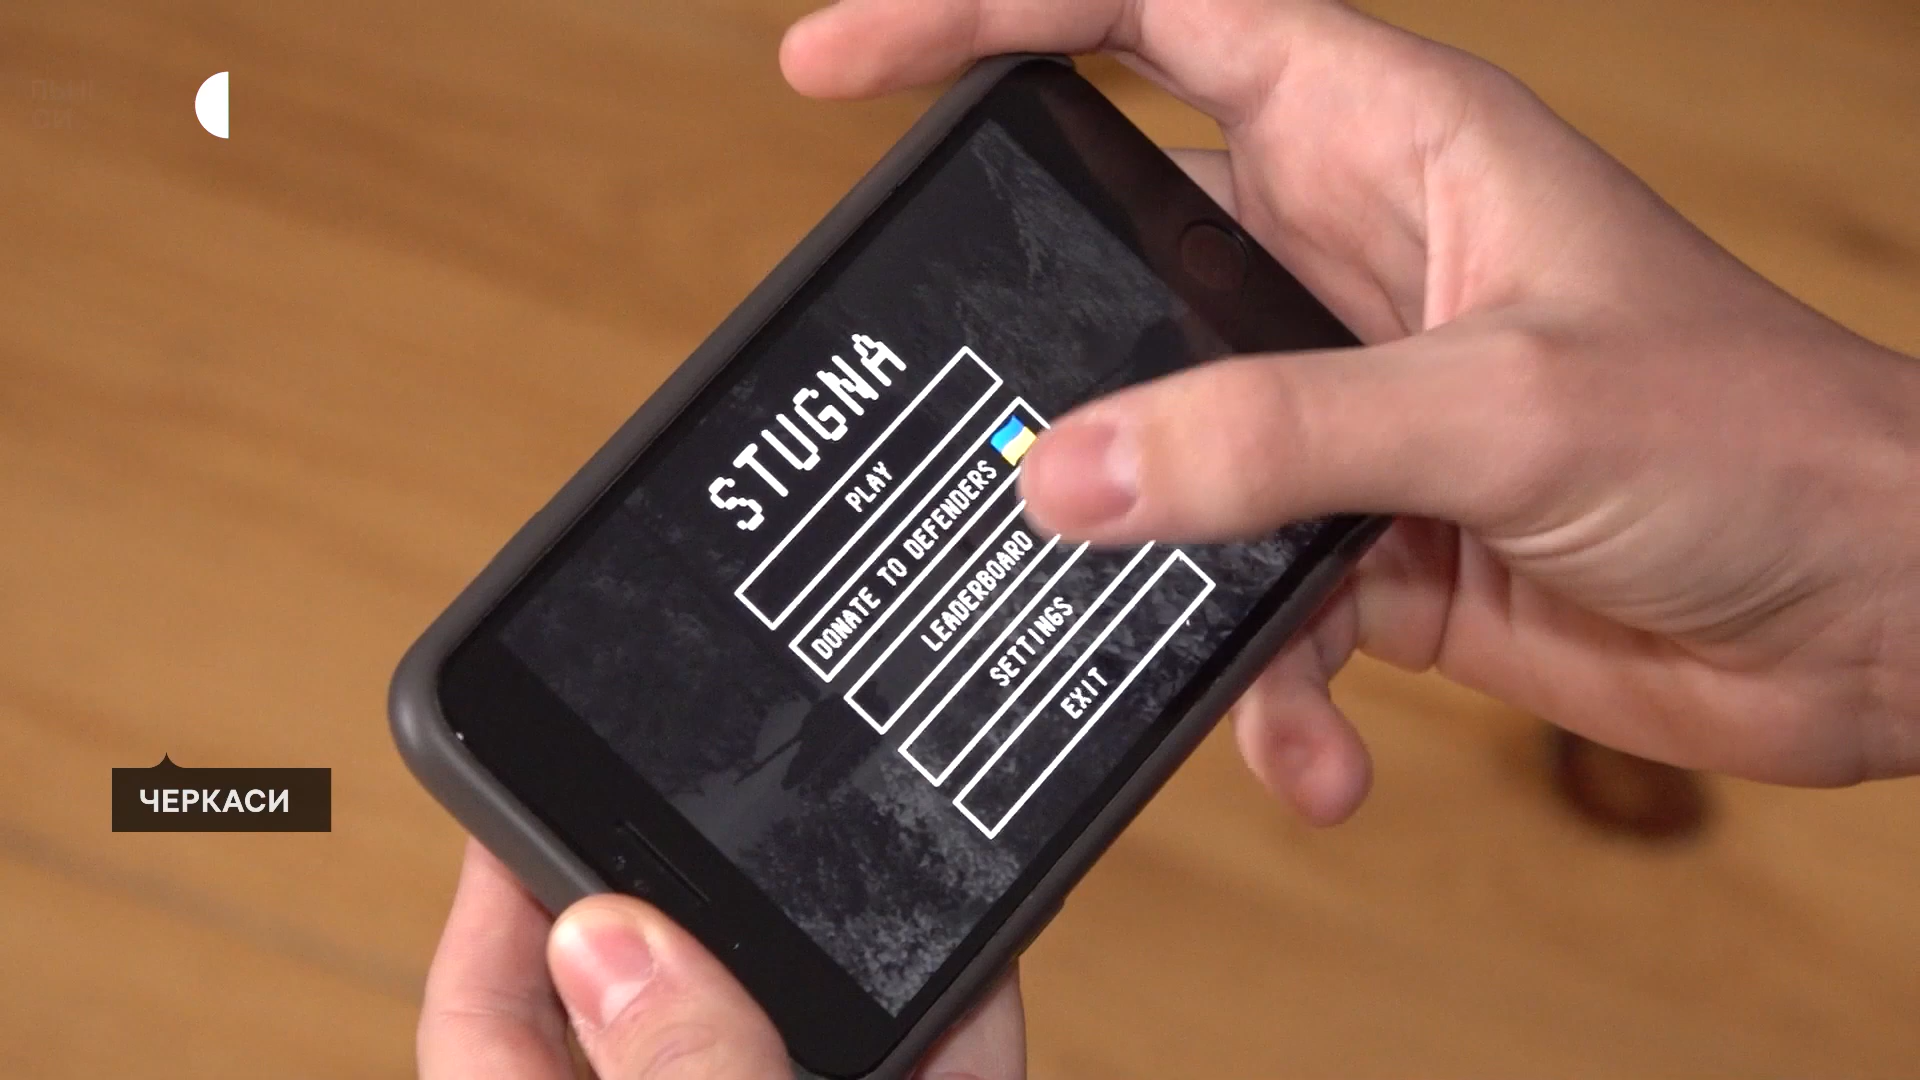 STUGNA
PLAY
DONATE TO DEFENDERS 🇺🇦
LEADERBOARD
SETTINGS
EXIT
ЧЕРКАСИ